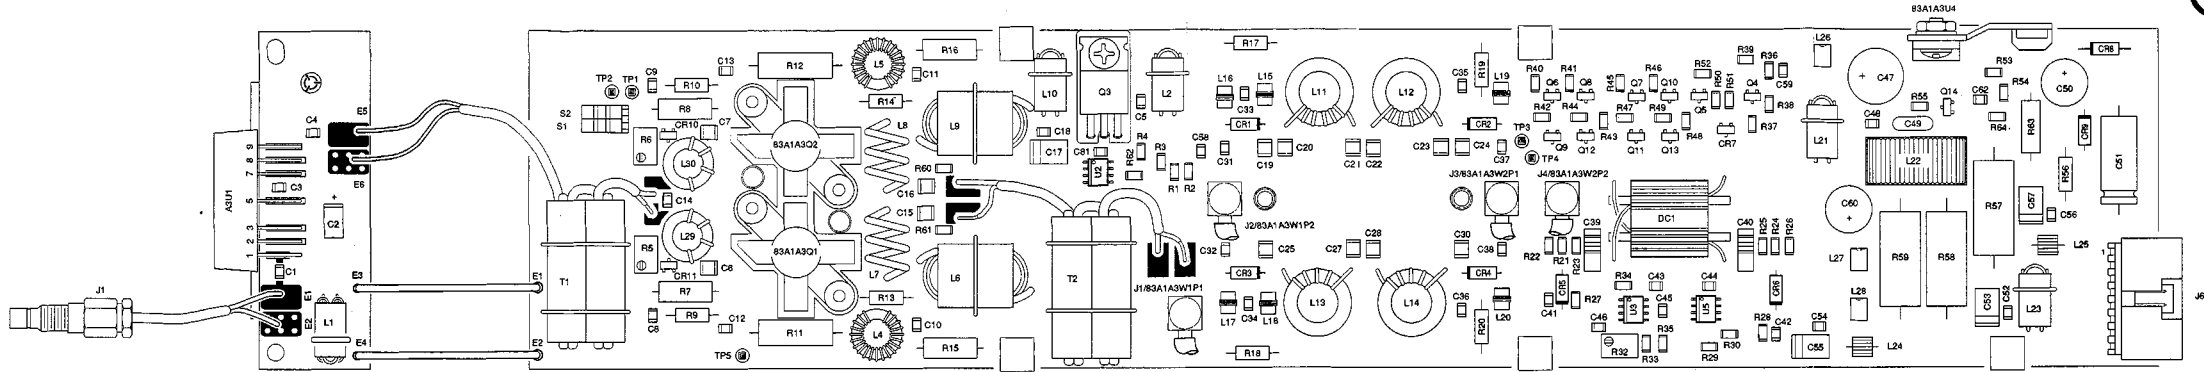 83A1A3U4
A3U1
J1
C4
E5
E6
9
8
7
5
3
2
1
C3
+
C2
C1
E1
E2
L1
E3
E4
E1
E2
T1
S2
S1
TP2
TP1
C9
R10
R8
CR10
C7
R6
L30
C14
L29
R5
CR11
C6
R7
R9
C8
C12
TP5
C13
R12
83A1A3Q2
83A1A3Q1
R11
L5
R14
L8
L7
R13
L4
C11
R16
L9
R60
C16
C15
R61
L6
C10
R15
L10
C18
C17
Q3
C81
U2
R62
R4
C5
L2
R3
R1
R2
C58
T2
J1/83A1A3W1P1
J2/83A1A3W1P2
R17
L16
L15
C33
CR1
C31
C19
C20
L11
C21
C22
L12
C23
C24
CR2
C35
R19
L19
C37
C32
C25
C27
C28
C30
C38
CR3
CR4
L17
C34
L18
L13
L14
C36
R20
L20
R18
J3/83A1A3W2P1
J4/83A1A3W2P2
TP3
TP4
R40
Q6
R41
Q8
R42
R44
Q9
Q12
R43
R45
Q7
R46
Q10
R47
R49
Q11
Q13
R48
R52
Q5
R50
R51
CR7
R39
Q4
R36
C59
R38
R37
DC1
C39
C40
R22
R21
R23
R25
R24
R26
CR5
C41
R27
CR6
R34
C43
C44
U3
C45
U5
C46
R32
R33
R35
R29
R30
R28
C42
C54
C55
L24
L26
L21
+
C47
C48
C49
R55
Q14
C62
L22
R53
R54
R64
R63
C50
+
CR8
CR9
C51
R56
R57
C57
C56
C60
+
R59
R58
L27
L28
L25
C53
C52
L23
1
J6